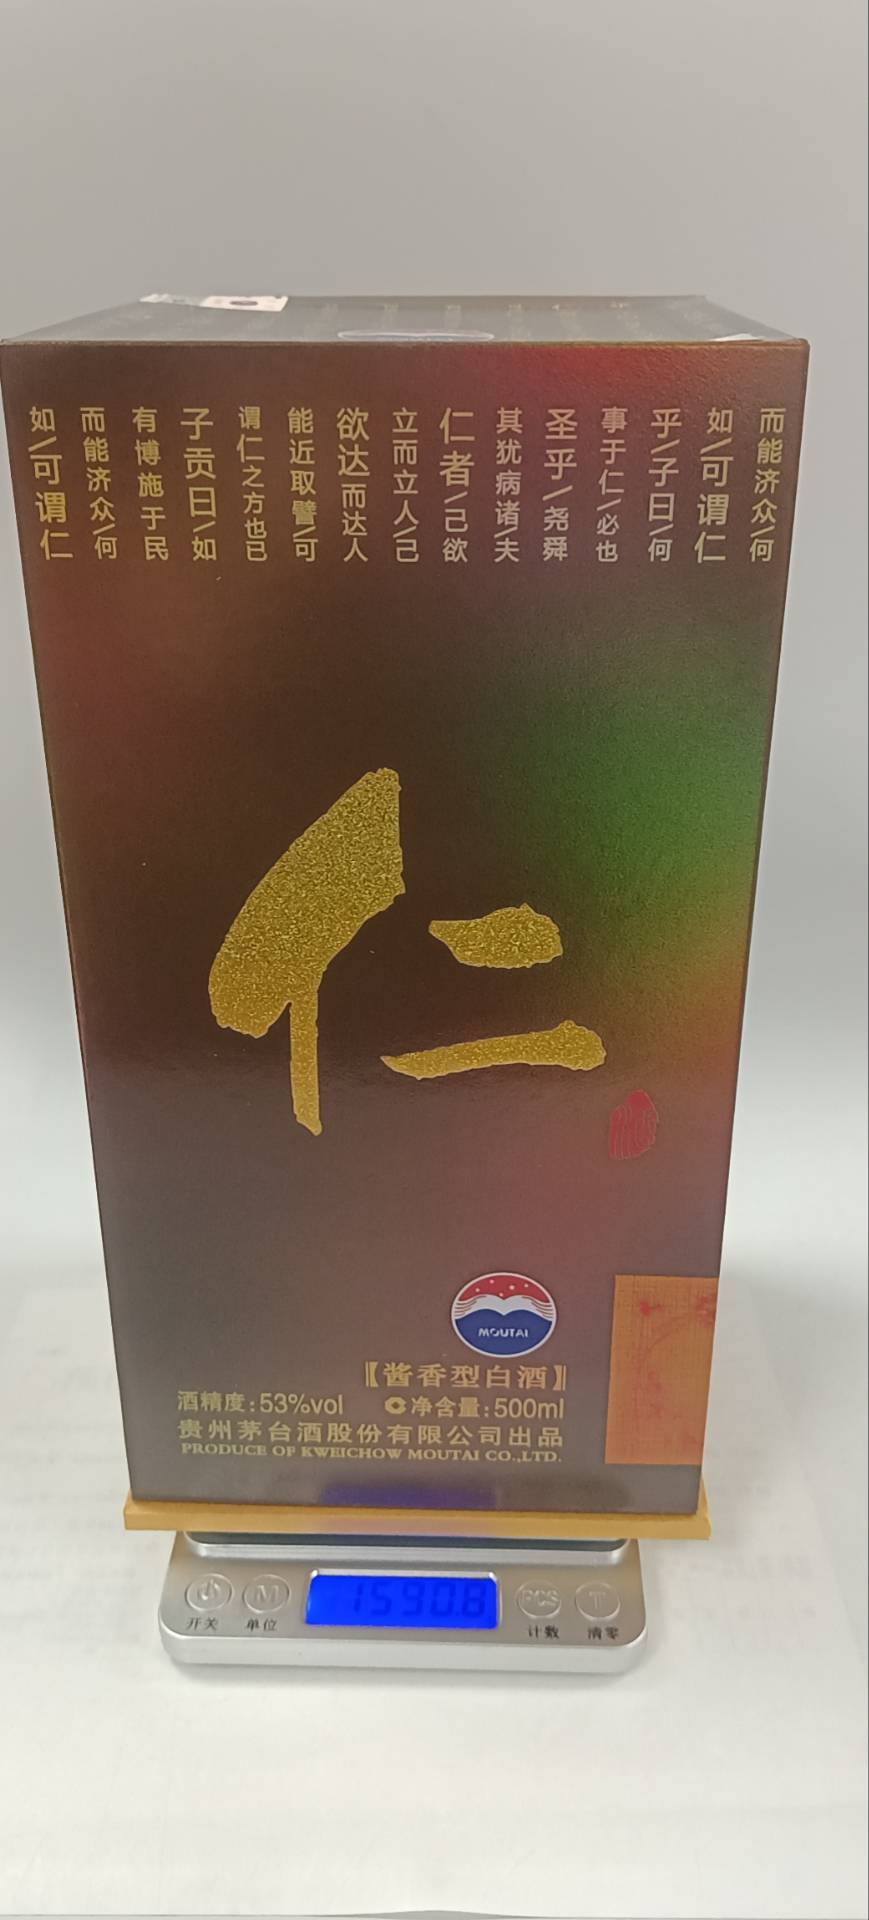 如\可谓仁
而能济众\何
有博施于民
子贡曰\如
谓仁之方也已
能近取譬\可
欲达而达人
立而立人/己
仁者/己欲
其犹病诸\夫
圣乎/尧舜
事于仁/必也
乎/子曰/何
如\可谓仁
而能济众\何
仁
MOUTAI
【酱香型白酒】
酒精度:53%vol C净含量:500ml
贵州茅台酒股份有限公司出品
PRODUCE OF KWEICHOW MOUTAI CO.,LTD.
M 1590.8 PCS T
开关 单位 计数 清零